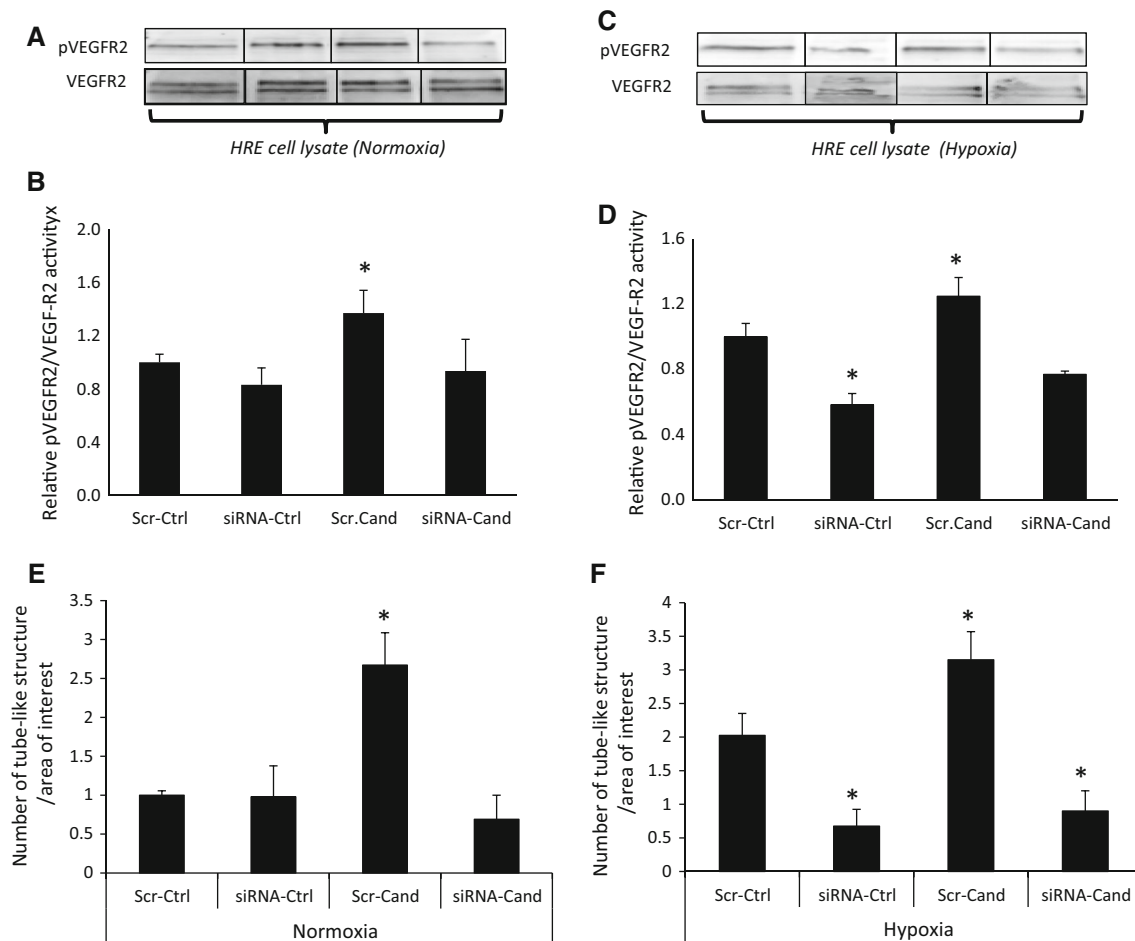 A
pVEGFR2
VEGFR2
HRE cell lysate (Normoxia)
C
pVEGFR2
VEGFR2
HRE cell lysate (Hypoxia)
B
Relative pVEGFR2/VEGF-R2 activityx
2.0
1.6
1.2
0.8
0.4
0.0
*
Scr-Ctrl siRNA-Ctrl Scr.Cand siRNA-Cand
D
Relative pVEGFR2/VEGF-R2 activity
1.6
1.2
0.8
0.4
0.0
*
*
Scr-Ctrl siRNA-Ctrl Scr.Cand siRNA-Cand
E
Number of tube-like structure
/area of interest
3.5
3
2.5
2
1.5
1
0.5
0
*
Scr-Ctrl siRNA-Ctrl Scr-Cand siRNA-Cand
Normoxia
F
Number of tube-like structure
/area of interest
4
3.5
3
2.5
2
1.5
1
0.5
0
*
*
*
Scr-Ctrl siRNA-Ctrl Scr-Cand siRNA-Cand
Hypoxia